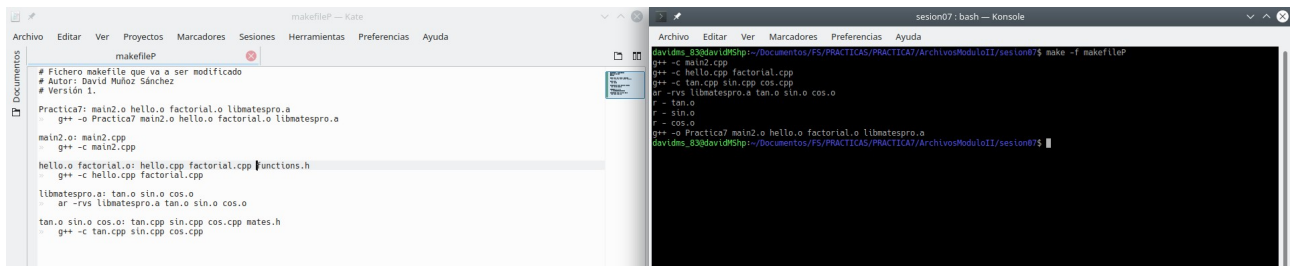 makefileP — Kate
Archivo Editar Ver Proyectos Marcadores Sesiones Herramientas Preferencias Ayuda
Documentos
makefileP
# Fichero makefile que va a ser modificado
# Autor: David Muñoz Sánchez
# Versión 1.
Practica7: main2.o hello.o factorial.o libmatespro.a
g++ -o Practica7 main2.o hello.o factorial.o libmatespro.a
main2.o: main2.cpp
g++ -c main2.cpp
hello.o factorial.o: hello.cpp factorial.cpp functions.h
g++ -c hello.cpp factorial.cpp
libmatespro.a: tan.o sin.o cos.o
ar -rvs libmatespro.a tan.o sin.o cos.o
tan.o sin.o cos.o: tan.cpp sin.cpp cos.cpp mates.h
g++ -c tan.cpp sin.cpp cos.cpp
sesion07 : bash — Konsole
Archivo Editar Ver Marcadores Preferencias Ayuda
davidms_83@davidMShp:~/Documentos/FS/PRACTICAS/PRACTICA7/ArchivosModuloII/sesion07$ make -f makefileP
g++ -c main2.cpp
g++ -c hello.cpp factorial.cpp
g++ -c tan.cpp sin.cpp cos.cpp
ar -rvs libmatespro.a tan.o sin.o cos.o
r - tan.o
r - sin.o
r - cos.o
g++ -o Practica7 main2.o hello.o factorial.o libmatespro.a
davidms_83@davidMShp:~/Documentos/FS/PRACTICAS/PRACTICA7/ArchivosModuloII/sesion07$